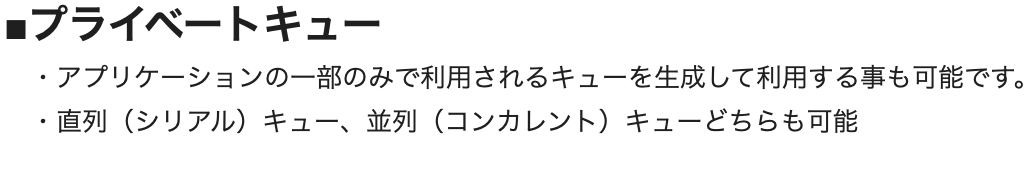 ■プライベートキュー
・アプリケーションの一部のみで利用されるキューを生成して利用する事も可能です。
・直列（シリアル）キュー、並列（コンカレント）キューどちらも可能